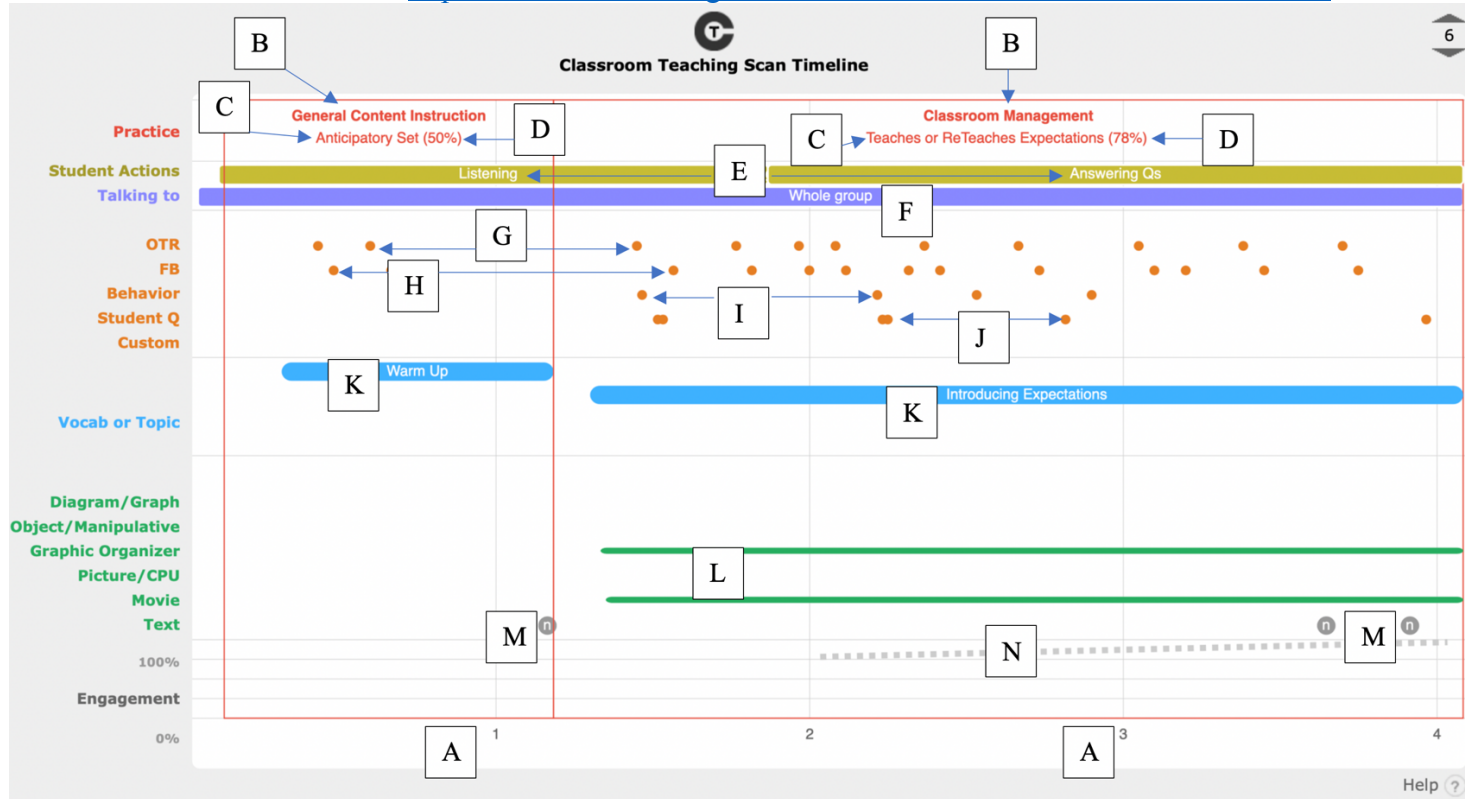 B
B
6
CT
Classroom Teaching Scan Timeline
C
General Content Instruction
Classroom Management
Practice
Anticipatory Set (50%)
D
C
Teaches or ReTeaches Expectations (78%)
D
Student Actions
Listening
E
Answering Qs
Talking to
Whole group
F
OTR
G
FB
H
Behavior
I
Student Q
J
Custom
K
Warm Up
K
Introducing Expectations
Vocab or Topic
Diagram/Graph
Object/Manipulative
Graphic Organizer
Picture/CPU
L
Movie
Text
M
n
n
M
n
100%
N
Engagement
0%
1
2
3
4
A
A
Help ?